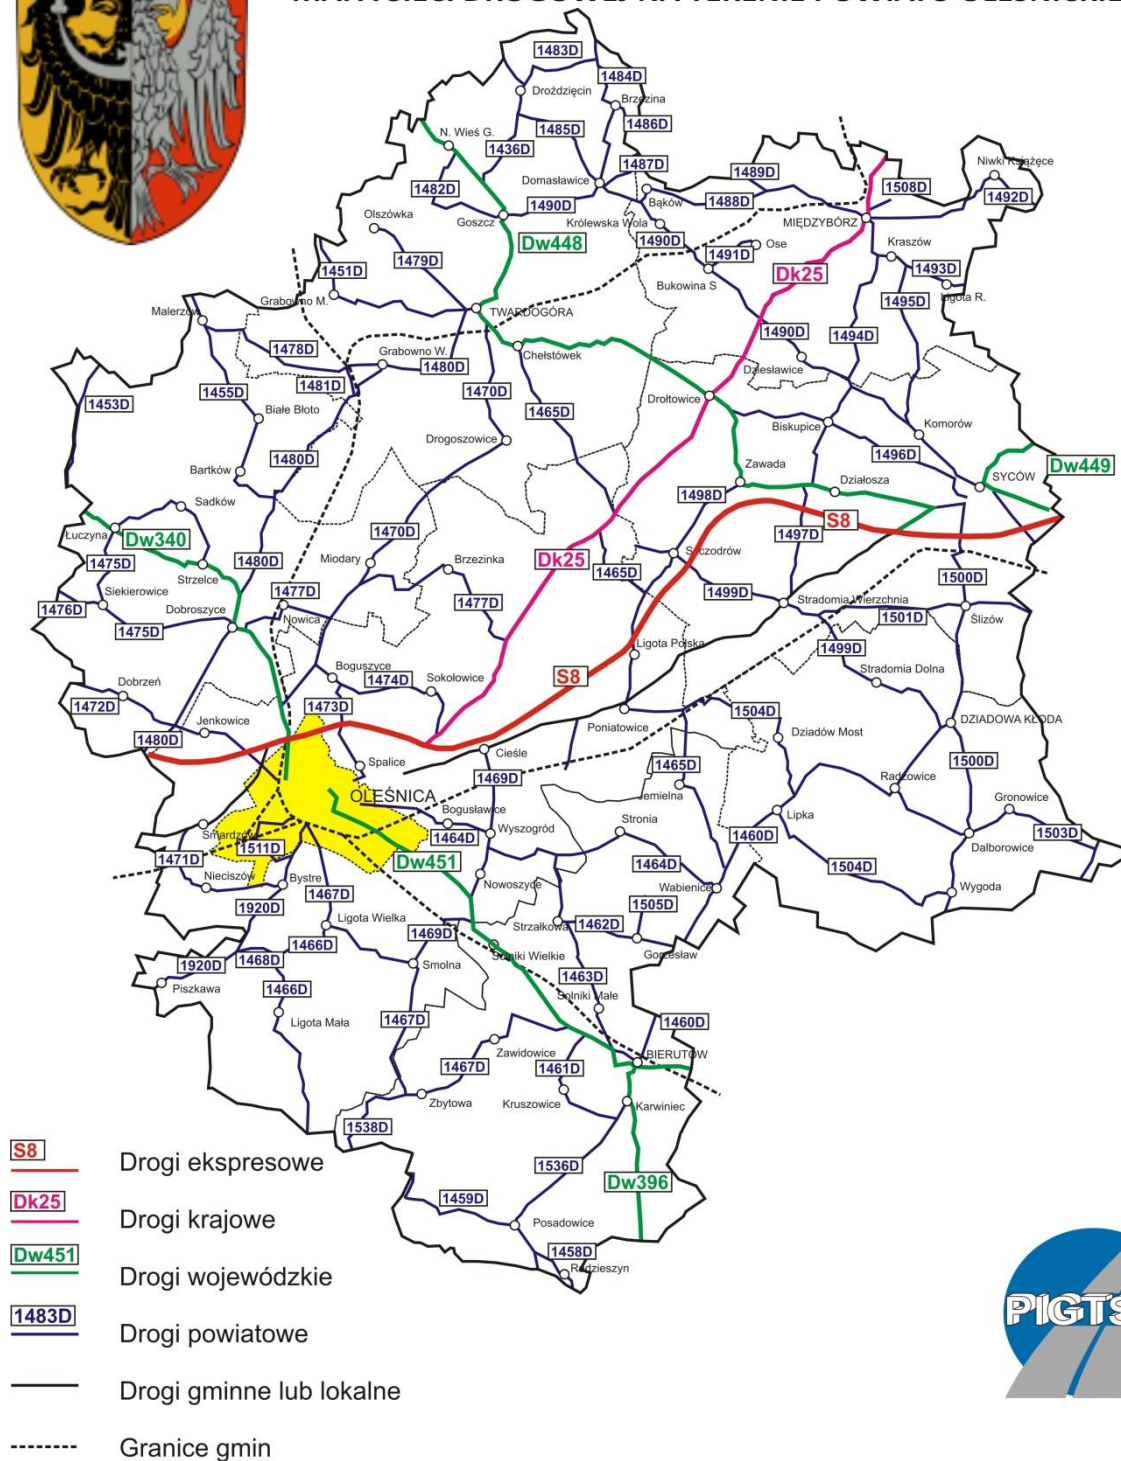 1483D
1484D
Droździęcin
Brzezina
N. Wieś G.
1485D
1486D
1436D
1487D
1482D
Domasławice
1489D
Niwki Książęce
1508D
1492D
Olszówka
1490D
Bąków
1488D
Goszcz
Królewska Wola
MIĘDZYBÓRZ
Dw448
1490D
1491D
Ose
Kraszów
1479D
1451D
Dk25
1493D
Bukowina S
Grabowno M.
1495D
Ligota R.
Malerzów
TWARDOGÓRA
1490D
1494D
1478D
Grabowno W.
Chełstówek
1480D
Dziesławice
1481D
1455D
1470D
1453D
1465D
Drołtowice
Białe Błoto
Biskupice
Komorów
Drogoszowice
1480D
1496D
Bartków
Zawada
SYCÓW
Dw449
Działosza
Sadków
1498D
S8
Łuczyna
Dw340
1470D
1497D
1475D
Strzelce
1480D
Miodary
Brzezinka
Dk25
Szczodrów
Siekierowice
1465D
1500D
1476D
1477D
1477D
1499D
Stradomia Wierzchnia
Dobroszyce
Nowica
1501D
Ślizów
1475D
Ligota Polska
1499D
Boguszyce
S8
Stradomia Dolna
Dobrzeń
1474D
Sokołowice
1472D
1473D
1504D
Jenkowice
Poniatowice
DZIADOWA KŁODA
1480D
Dziadów Most
Cieśle
Spalice
1469D
1465D
1500D
Jemielna
Radzowice
OLEŚNICA
Gronowice
Bogusławice
Lipka
Smardzów
1464D
Wyszogród
Stronia
1460D
1503D
1511D
Dalborowice
1471D
Dw451
1464D
1504D
Nieciszów
Bystre
Nowoszyce
Wabienice
Wygoda
1467D
1505D
1920D
Ligota Wielka
Strzałkowa
1462D
1469D
1466D
Gorzesław
Solniki Wielkie
1468D
1920D
Smolna
1463D
Piszkawa
1466D
Solniki Małe
Ligota Mała
1467D
1460D
Zawidowice
BIERUTÓW
1467D
1461D
Zbytowa
Kruszowice
Karwiniec
1538D
1536D
Dw396
1459D
Posadowice
1458D
Radzieszyn
S8
Drogi ekspresowe
Dk25
Drogi krajowe
Dw451
Drogi wojewódzkie
1483D
Drogi powiatowe
Drogi gminne lub lokalne
Granice gmin